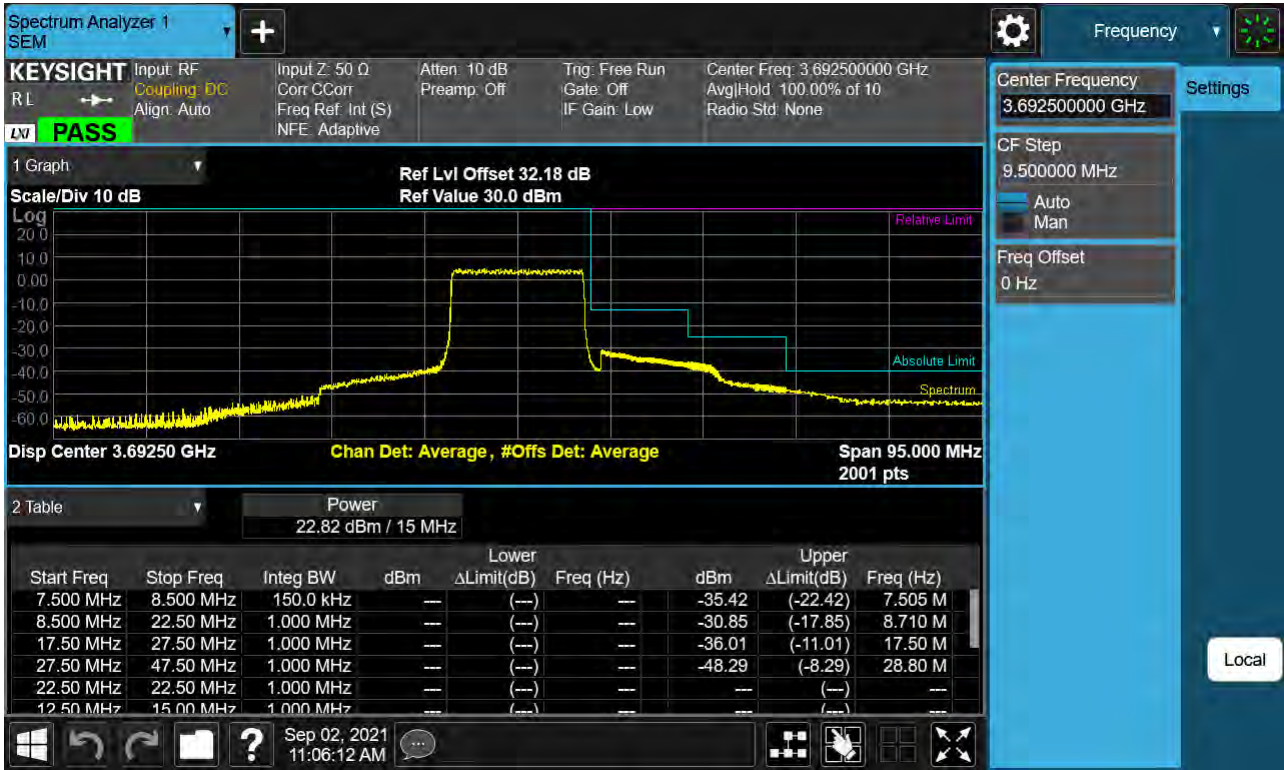 Spectrum Analyzer 1
SEM
Frequency
KEYSIGHT
R L
LXI PASS
Input: RF
Coupling: DC
Align: Auto
Input Z: 50 Ω
Corr CCorr
Freq Ref: Int (S)
NFE: Adaptive
Atten: 10 dB
Preamp: Off
Trig: Free Run
Gate: Off
IF Gain: Low
Center Freq: 3.692500000 GHz
Avg|Hold: 100.00% of 10
Radio Std: None
Center Frequency
3.692500000 GHz
Settings
CF Step
9.500000 MHz
Auto
Man
Freq Offset
0 Hz
1 Graph
Scale/Div 10 dB
Ref Lvl Offset 32.18 dB
Ref Value 30.0 dBm
Log
20.0
10.0
0.00
-10.0
-20.0
-30.0
-40.0
-50.0
-60.0
Relative Limit
Absolute Limit
Spectrum
Disp Center 3.69250 GHz
Chan Det: Average , #Offs Det: Average
Span 95.000 MHz
2001 pts
2 Table
Power
22.82 dBm / 15 MHz
Lower Upper
Start Freq Stop Freq Integ BW dBm ΔLimit(dB) Freq (Hz) dBm ΔLimit(dB) Freq (Hz)
7.500 MHz 8.500 MHz 150.0 kHz --- (---) --- -35.42 (-22.42) 7.505 M
8.500 MHz 22.50 MHz 1.000 MHz --- (---) --- -30.85 (-17.85) 8.710 M
17.50 MHz 27.50 MHz 1.000 MHz --- (---) --- -36.01 (-11.01) 17.50 M
27.50 MHz 47.50 MHz 1.000 MHz --- (---) --- -48.29 (-8.29) 28.80 M
22.50 MHz 22.50 MHz 1.000 MHz --- (---) --- --- (---) ---
12.50 MHz 15.00 MHz 1.000 MHz --- (---) --- --- (---) ---
Local
?
Sep 02, 2021
11:06:12 AM